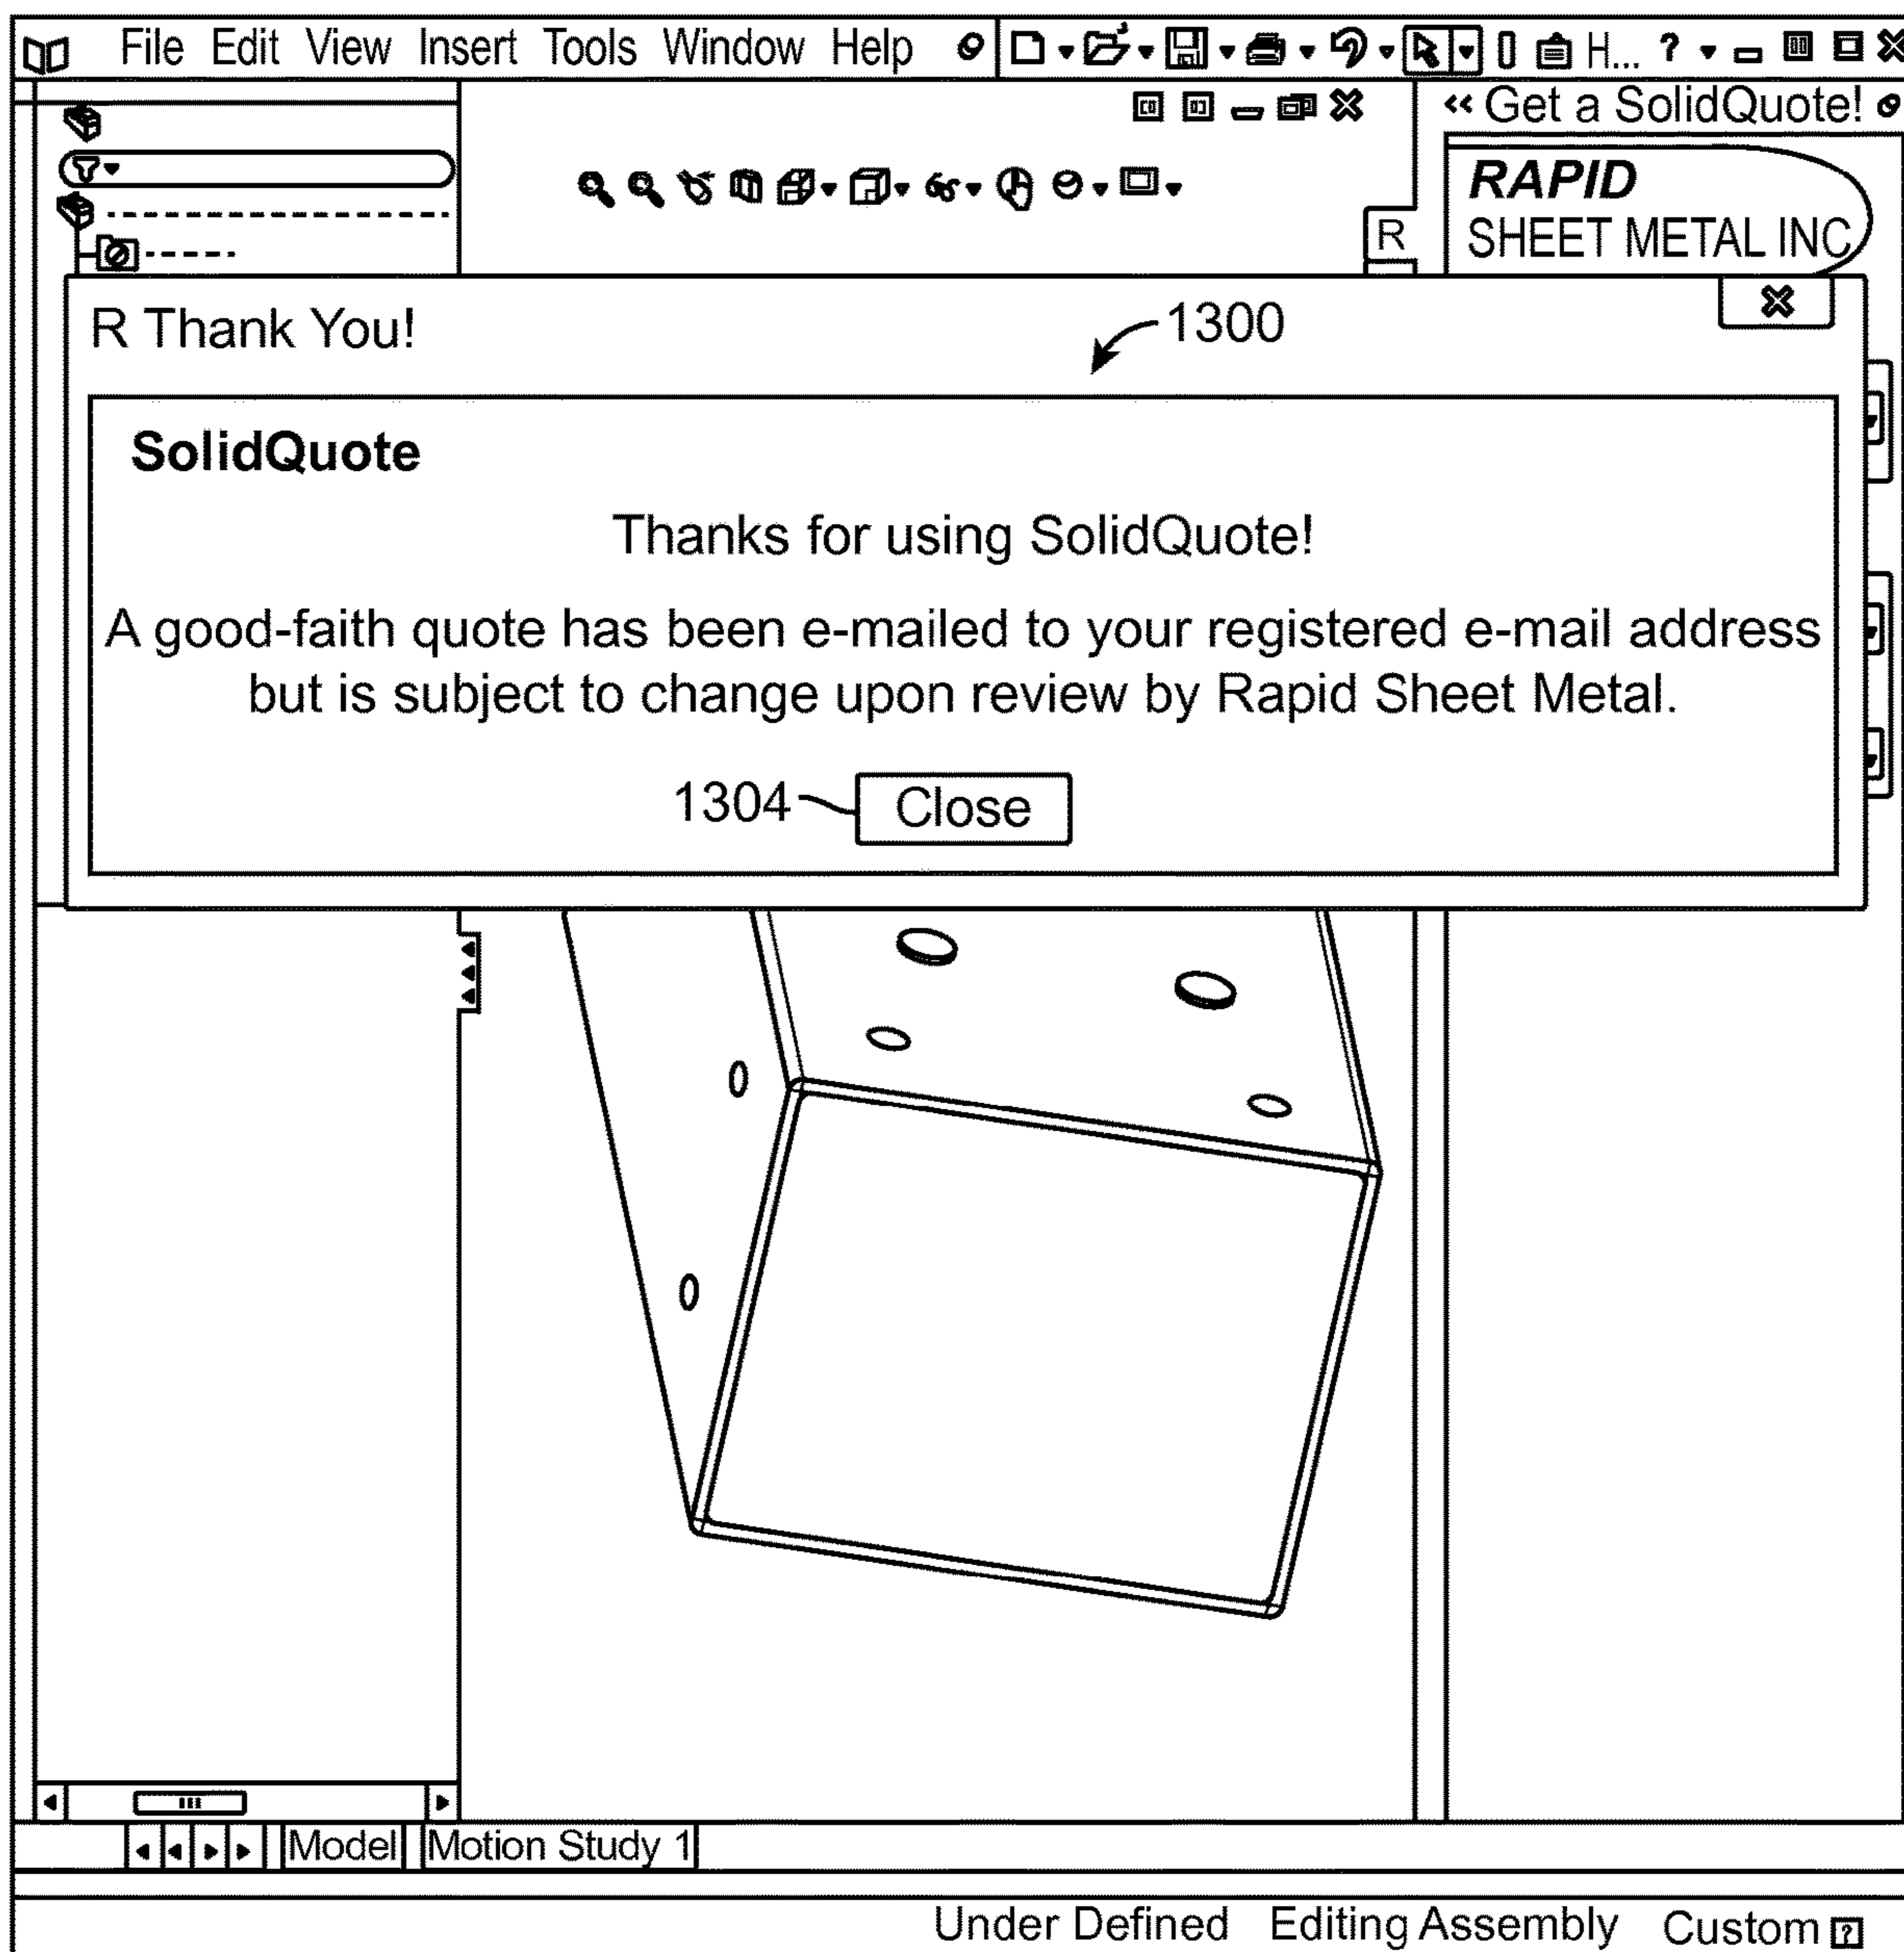 File Edit View Insert Tools Window Help H... ?
<< Get a SolidQuote!
RAPID
SHEET METAL INC
R
R Thank You!
1300
SolidQuote
Thanks for using SolidQuote!
A good-faith quote has been e-mailed to your registered e-mail address
but is subject to change upon review by Rapid Sheet Metal.
1304
Close
Model Motion Study 1
Under Defined Editing Assembly Custom ?